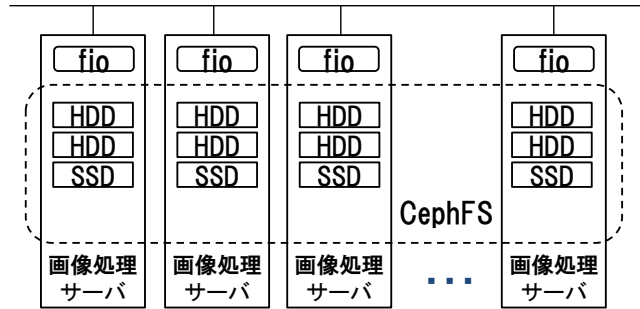 fio fio fio fio
HDD HDD HDD HDD
HDD HDD HDD HDD
SSD SSD SSD SSD
CephFS
画像処理 画像処理 画像処理 画像処理
サーバ サーバ サーバ ... サーバ